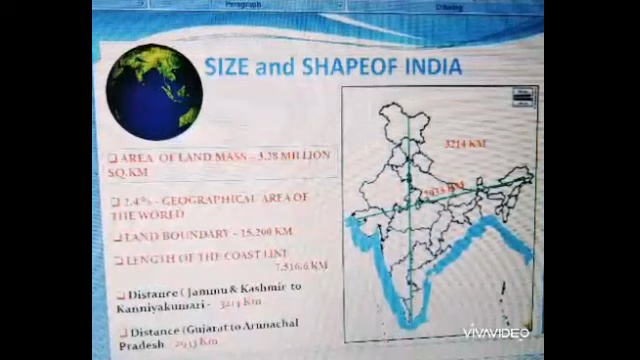 Paragraph
Drawing
SIZE and SHAPEOF INDIA
AREA OF LAND MASS – 3.28 MILLION
SQ.KM
2.4% - GEOGRAPHICAL AREA OF
THE WORLD
LAND BOUNDARY – 15,200 KM
LENGTH OF THE COAST LINE
7,516.6 KM
Distance ( Jammu & Kashmir to
Kanniyakumari - 3214 Km
Distance (Gujarat to Arunachal
Pradesh 2933 Km
3214 KM
2933 KM
VIVAVIDEO